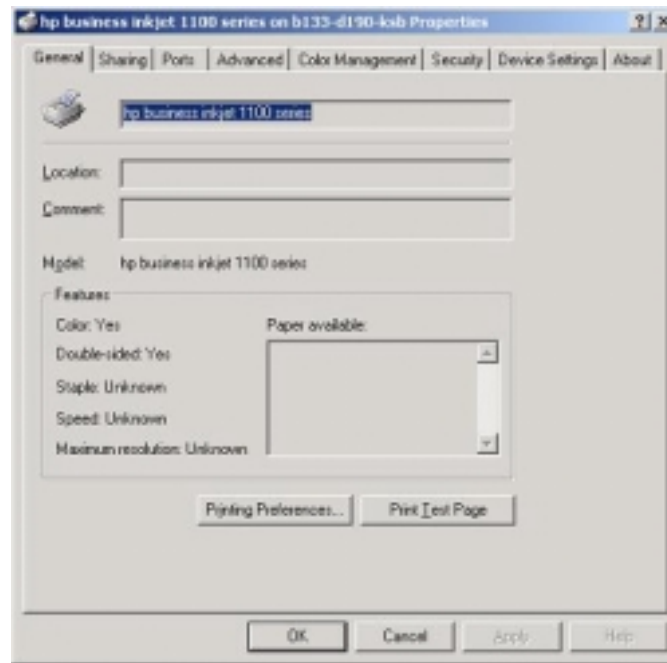 hp business inkjet 1100 series on b133-d190-ksb Properties
General Sharing Ports Advanced Color Management Security Device Settings About
hp business inkjet 1100 series
Location:
Comment:
Model: hp business inkjet 1100 series
Features
Color: Yes
Paper available:
Double-sided: Yes
Staple: Unknown
Speed: Unknown
Maximum resolution: Unknown
Printing Preferences... Print Test Page
OK Cancel Apply Help